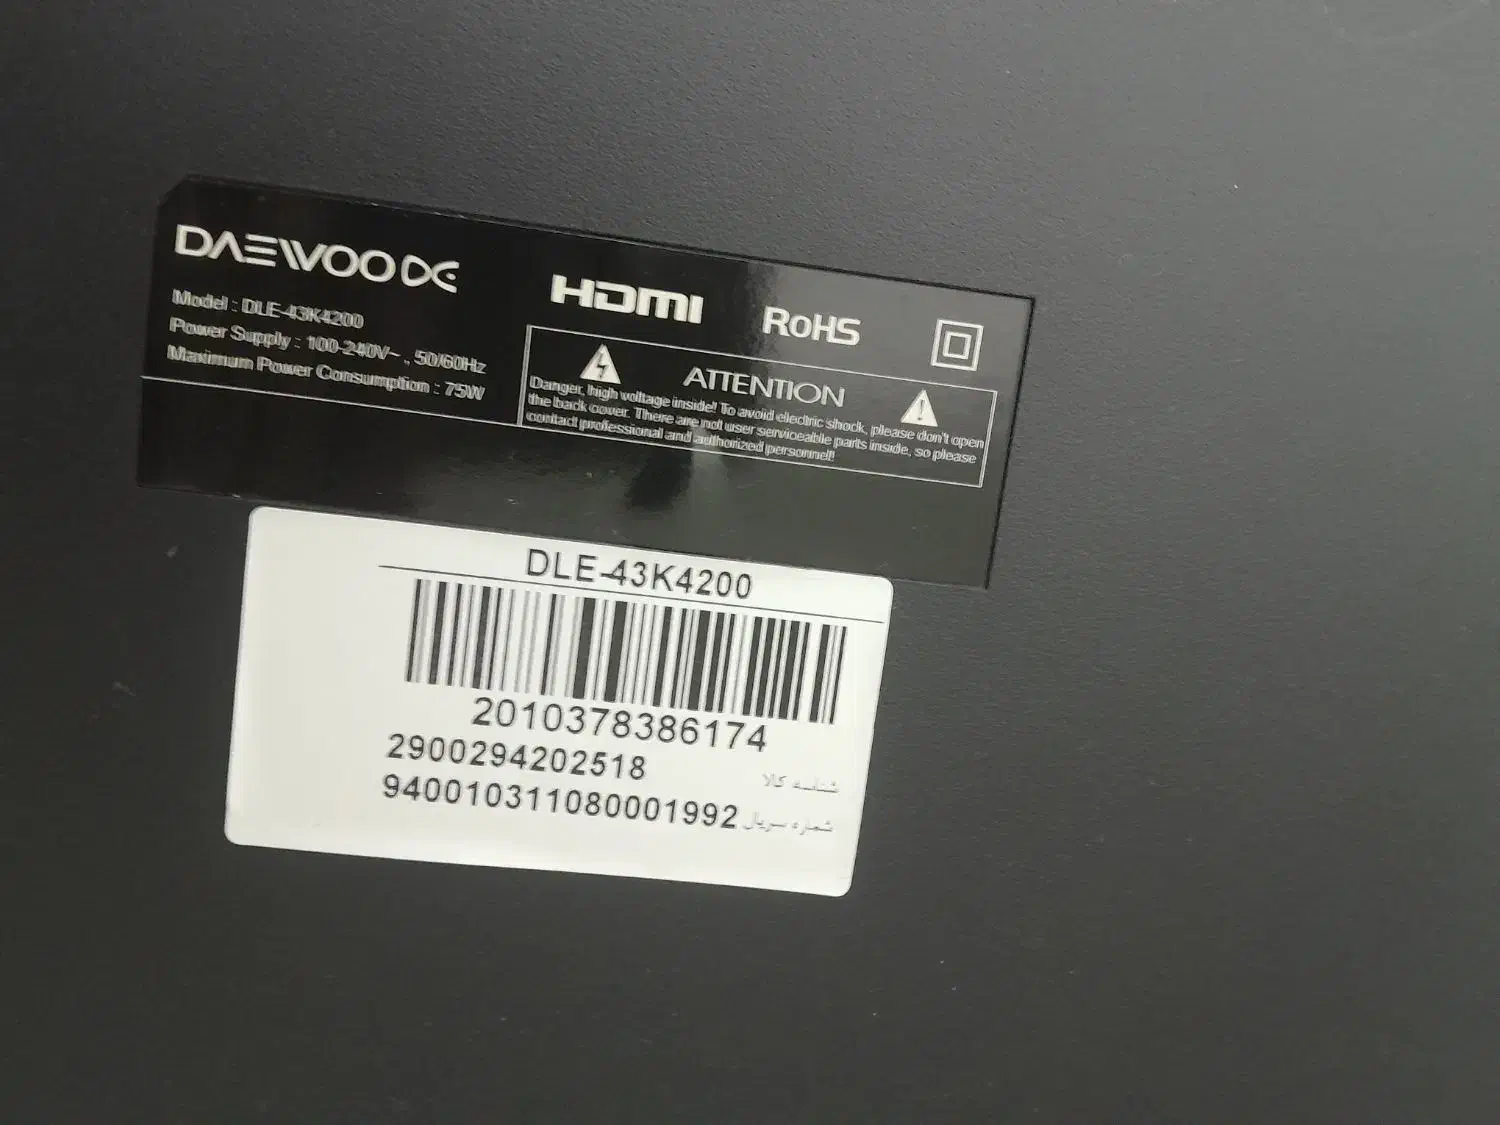 DAEWOO DE
Model : DLE-43K4200
Power Supply : 100-240V~ , 50/60Hz
Maximum Power Consumption : 75W
HDMI
RoHS
ATTENTION
Danger, high voltage inside! To avoid electric shock, please don't open
the back cover. There are not user serviceable parts inside, so please
contact professional and authorized personnel!
DLE-43K4200
2010378386174
2900294202518 شناسه کالا
940010311080001992 شماره سریال